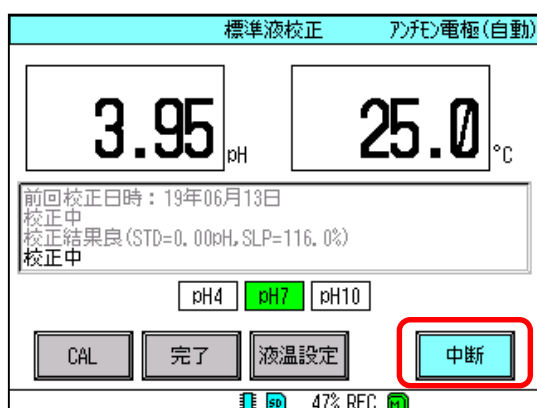 標準液校正 アンチモン電極(自動)
3.95 pH 25.0 °C
前回校正日時：19年06月13日
校正中
校正結果良(STD=0.00pH,SLP=116.0%)
校正中
pH4 pH7 pH10
CAL 完了 液温設定 中断
SD 47% REC M